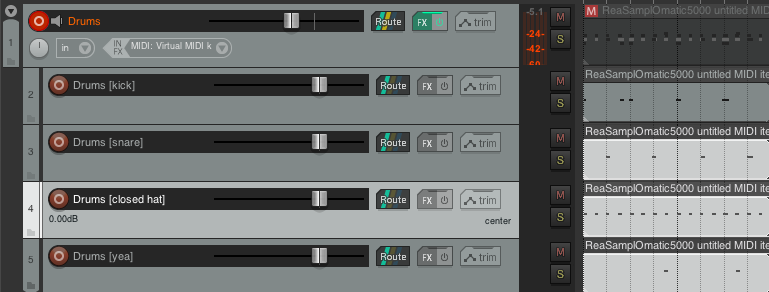 Drums Route FX trim -5.1 M M ReaSamplOmatic5000 untitled MIDI
1 in IN FX MIDI: Virtual MIDI k -24- S
-42-
-60-
2 Drums [kick] Route FX trim M ReaSamplOmatic5000 untitled MIDI ite
S
3 Drums [snare] Route FX trim M ReaSamplOmatic5000 untitled MIDI ite
S
4 Drums [closed hat] Route FX trim M ReaSamplOmatic5000 untitled MIDI ite
0.00dB center S
5 Drums [yea] Route FX trim M ReaSamplOmatic5000 untitled MIDI ite
S